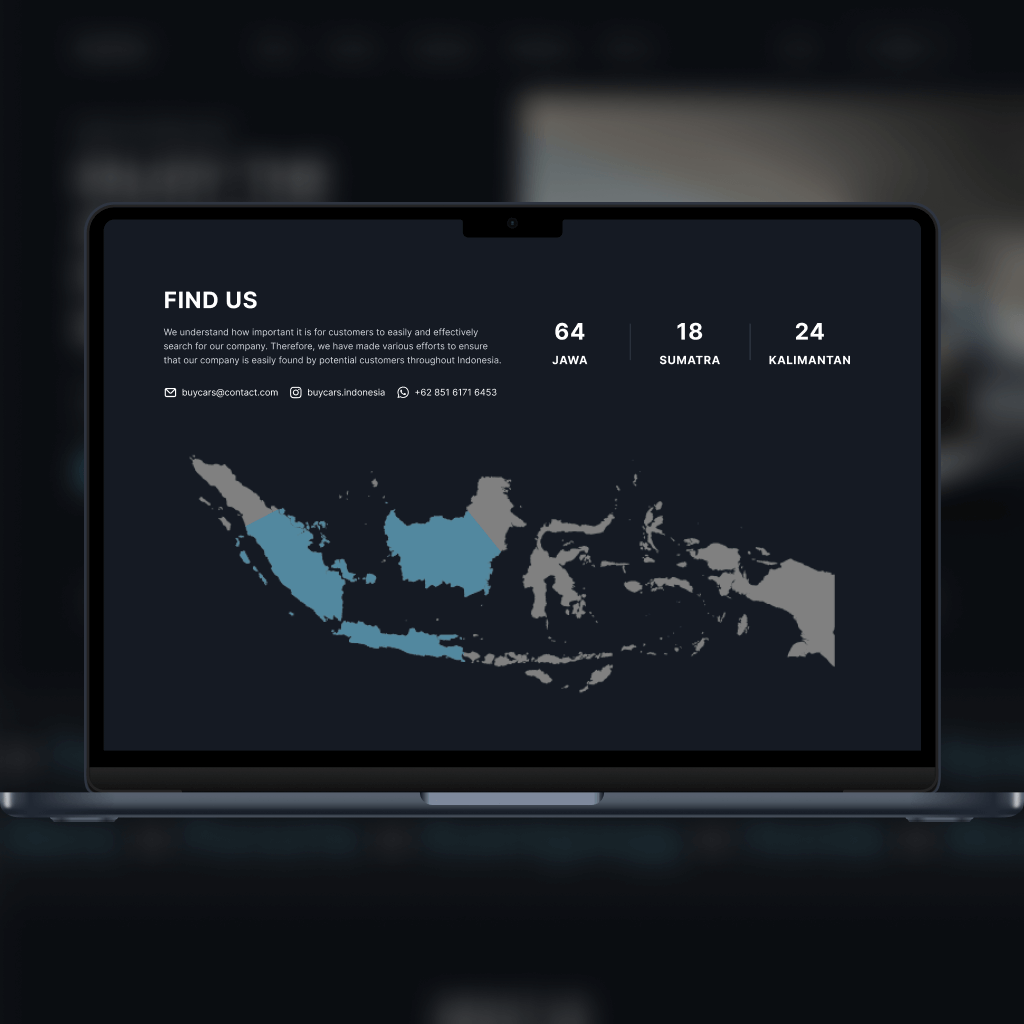 FIND US
We understand how important it is for customers to easily and effectively
search for our company. Therefore, we have made various efforts to ensure
that our company is easily found by potential customers throughout Indonesia.
buycars@contact.com buycars.indonesia +62 851 6171 6453
64 18 24
JAWA SUMATRA KALIMANTAN